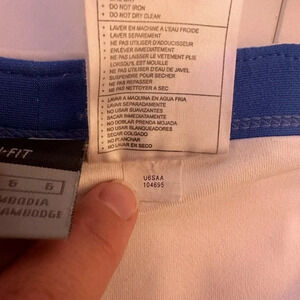 • DO NOT IRON
• DO NOT DRY CLEAN
• LAVER EN MACHINE A L'EAU FROIDE
• LAVER SEPAREMENT
• NE PAS UTILISER D'ADOUCISSEUR
• ENLEVER IMMEDIATEMENT
• NE PAS LAISSER LE VETEMENT PLIE
LORSQU'IL EST MOUILLE
• NE PAS UTILISER D'EAU DE JAVEL
• SUSPENDRE POUR SECHER
• NE PAS REPASSER
• NE PAS NETTOYER A SEC
• LAVAR A MAQUINA EN AGUA FRIA
• LAVAR SEPARADAMENTE
• NO USAR SUAVIZANTES
• SACAR INMEDIATAMENTE
• NO DOBLAR PRENDA MOJADA
• NO USAR BLANQUEADORES
• SECAR COLGADO
• NO PLANCHAR
• NO LAVAR EN SECO
-FIT
6 6
MBODIA
AMBODGE
U6SAA
104695